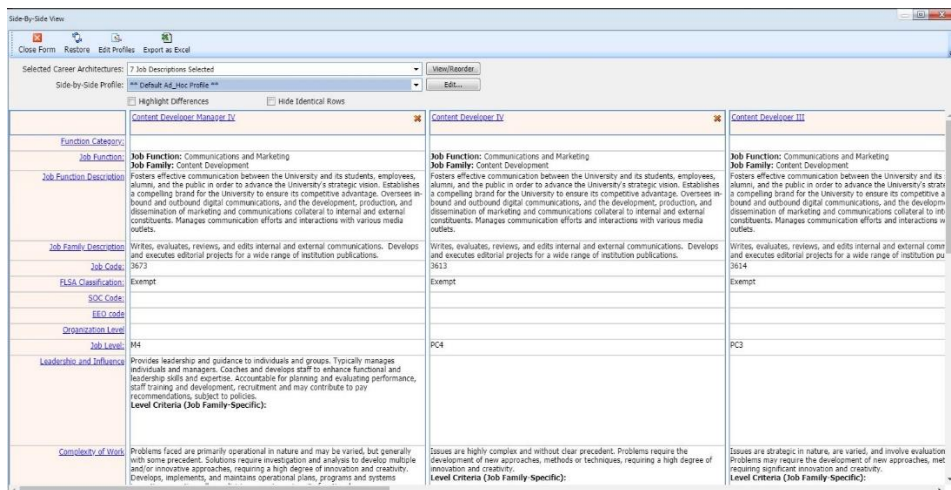 Side-By-Side View
Close Form Restore Edit Profiles Export as Excel
Selected Career Architectures: 7 Job Descriptions Selected View/Reorder
Side-by-Side Profile: ** Default Ad_Hoc Profile ** Edit...
Highlight Differences Hide Identical Rows
Content Developer Manager IV Content Developer IV Content Developer III
Function Category:
Job Function: Job Function: Communications and Marketing Job Function: Communications and Marketing Job Function: Communications and Marketing
Job Family: Content Development Job Family: Content Development Job Family: Content Development
Job Function Description Fosters effective communication between the University and its students, employees, Fosters effective communication between the University and its students, employees, Fosters effective communication between the University and its
alumni, and the public in order to advance the University's strategic vision. Establishes alumni, and the public in order to advance the University's strategic vision. Establishes alumni, and the public in order to advance the University's
a compelling brand for the University to ensure its competitive advantage. Oversees in- a compelling brand for the University to ensure its competitive advantage. Oversees in- a compelling brand for the University to ensure its competitive
bound and outbound digital communications, and the development, production, and bound and outbound digital communications, and the development, production, and bound and outbound digital communications, and the
dissemination of marketing and communications collateral to internal and external dissemination of marketing and communications collateral to internal and external dissemination of marketing and communications collateral to
constituents. Manages communication efforts and interactions with various media constituents. Manages communication efforts and interactions with various media constituents. Manages communication efforts and interactions
outlets. outlets. outlets.
Job Family Description Writes, evaluates, reviews, and edits internal and external communications. Develops Writes, evaluates, reviews, and edits internal and external communications. Develops Writes, evaluates, reviews, and edits internal and external
and executes editorial projects for a wide range of institution publications. and executes editorial projects for a wide range of institution publications. and executes editorial projects for a wide range of institution
Job Code: 3673 3613 3614
FLSA Classification: Exempt Exempt Exempt
SOC Code:
EEO code
Organization Level
Job Level: M4 PC4 PC3
Leadership and Influence Provides leadership and guidance to individuals and groups. Typically manages
individuals and managers. Coaches and develops staff to enhance functional and
leadership skills and expertise. Accountable for planning and evaluating performance,
staff training and development, recruitment and may contribute to pay
recommendations, subject to policies.
Level Criteria (Job Family-Specific):
Complexity of Work Problems faced are primarily operational in nature and may be varied, but generally Issues are highly complex and without clear precedent. Problems require the Issues are strategic in nature, are varied, and involve evaluation
with some precedent. Solutions require investigation and analysis to develop multiple development of new approaches, methods or techniques, requiring a high degree of Problems may require the development of new approaches,
and/or innovative approaches, requiring a high degree of innovation and creativity. innovation and creativity. requiring significant innovation and creativity.
Develops, implements, and maintains operational plans, programs and systems Level Criteria (Job Family-Specific): Level Criteria (Job Family-Specific):